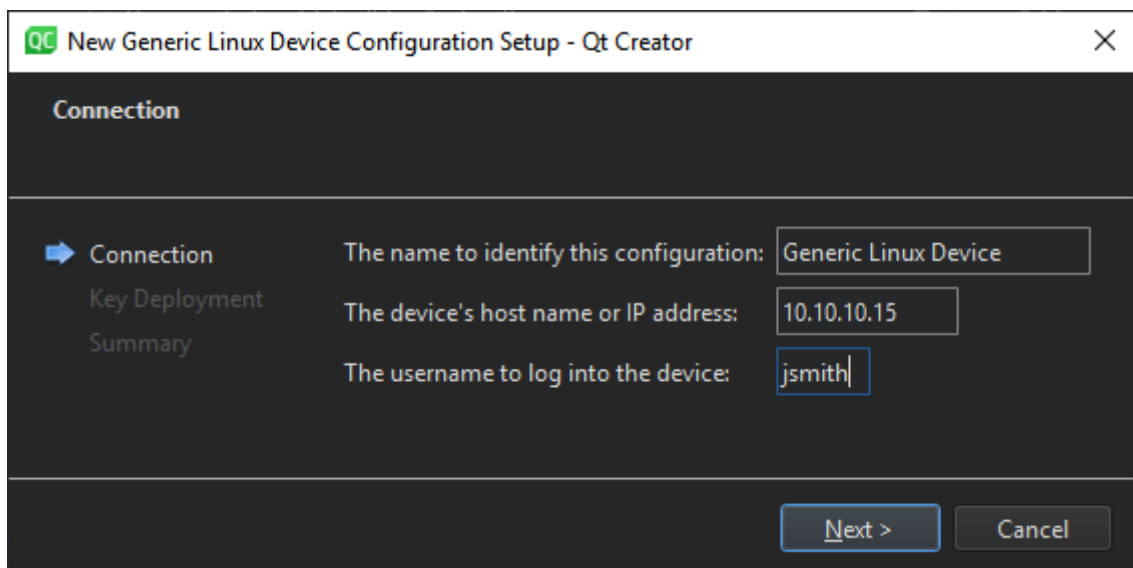 QC New Generic Linux Device Configuration Setup - Qt Creator
Connection
Connection
Key Deployment
Summary
The name to identify this configuration: Generic Linux Device
The device's host name or IP address: 10.10.10.15
The username to log into the device: jsmith
Next > Cancel